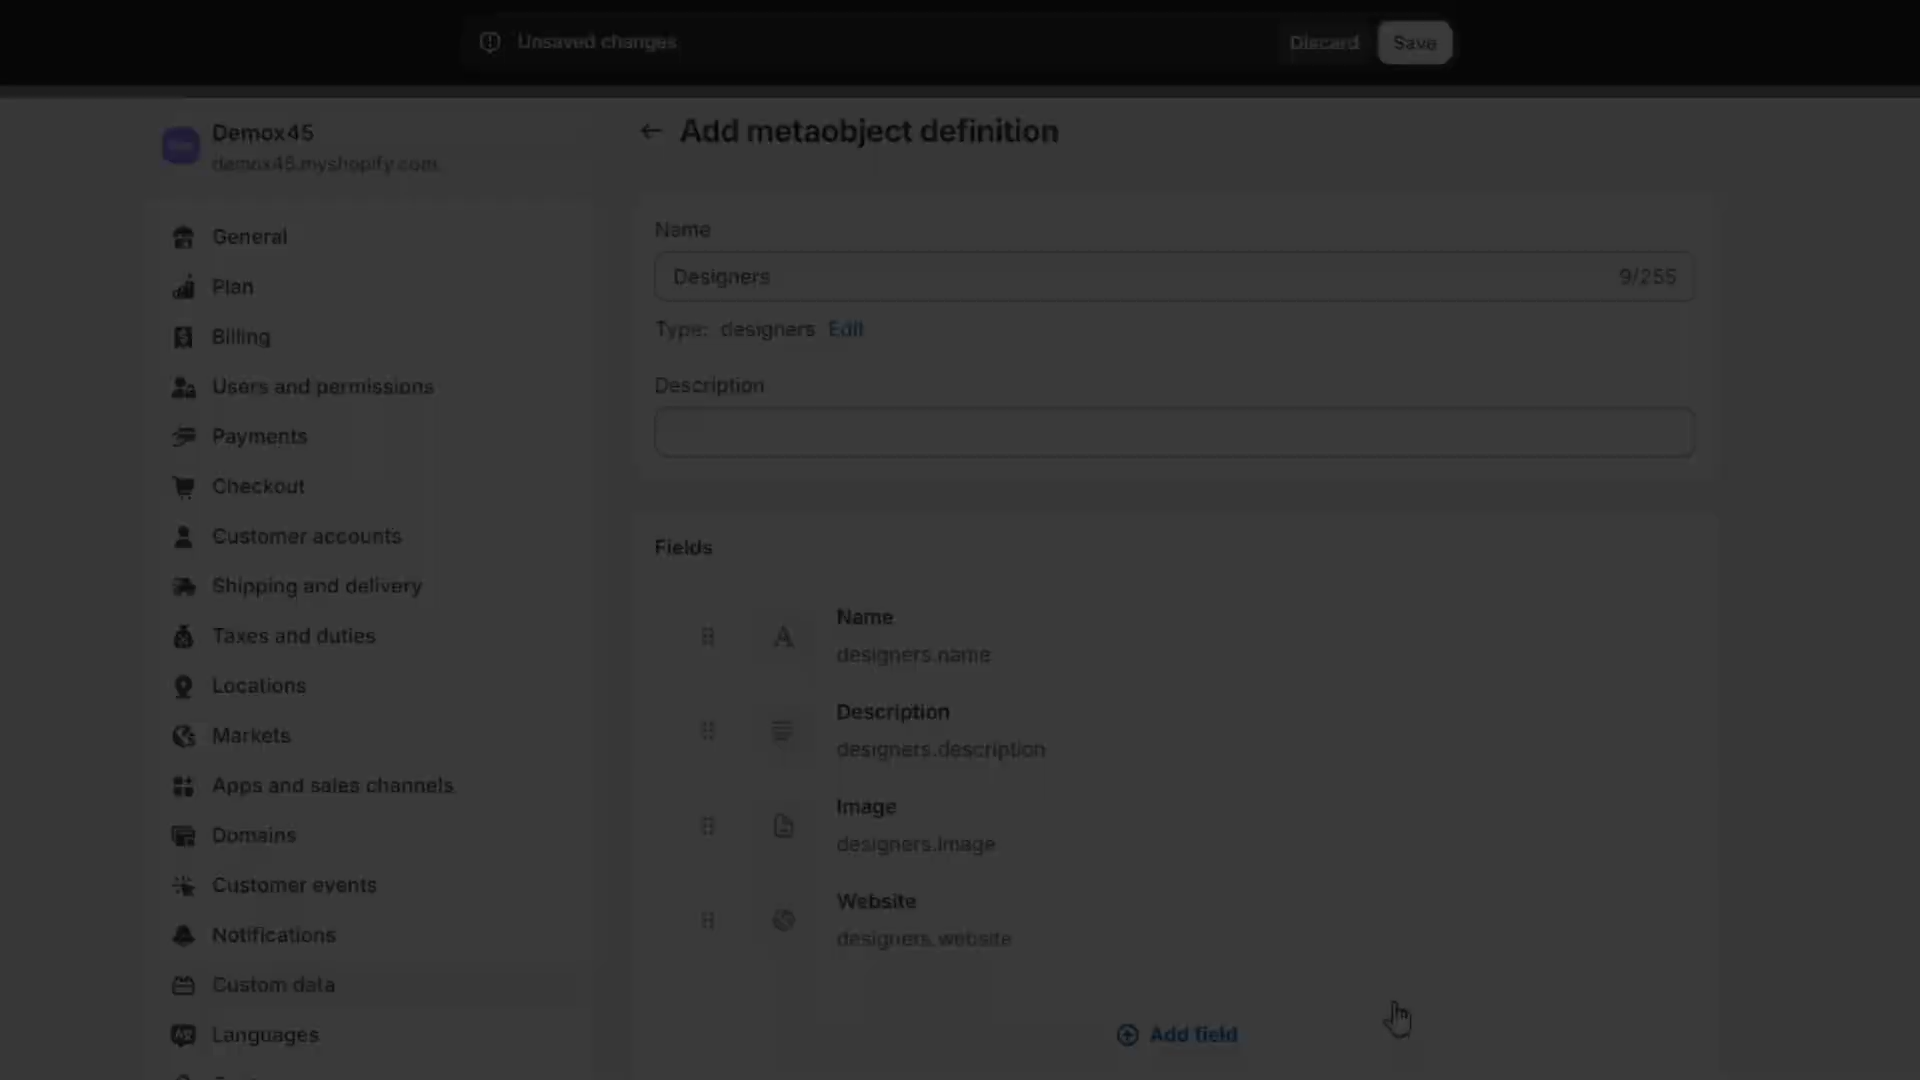 Unsaved changes
Discard
Save
Demox45
demox45.myshopify.com
General
Plan
Billing
Users and permissions
Payments
Checkout
Customer accounts
Shipping and delivery
Taxes and duties
Locations
Markets
Apps and sales channels
Domains
Customer events
Notifications
Custom data
Languages
Add metaobject definition
Name
Designers
9/255
Type: designers Edit
Description
Fields
Name
designers.name
Description
designers.description
Image
designers.image
Website
designers.website
Add field